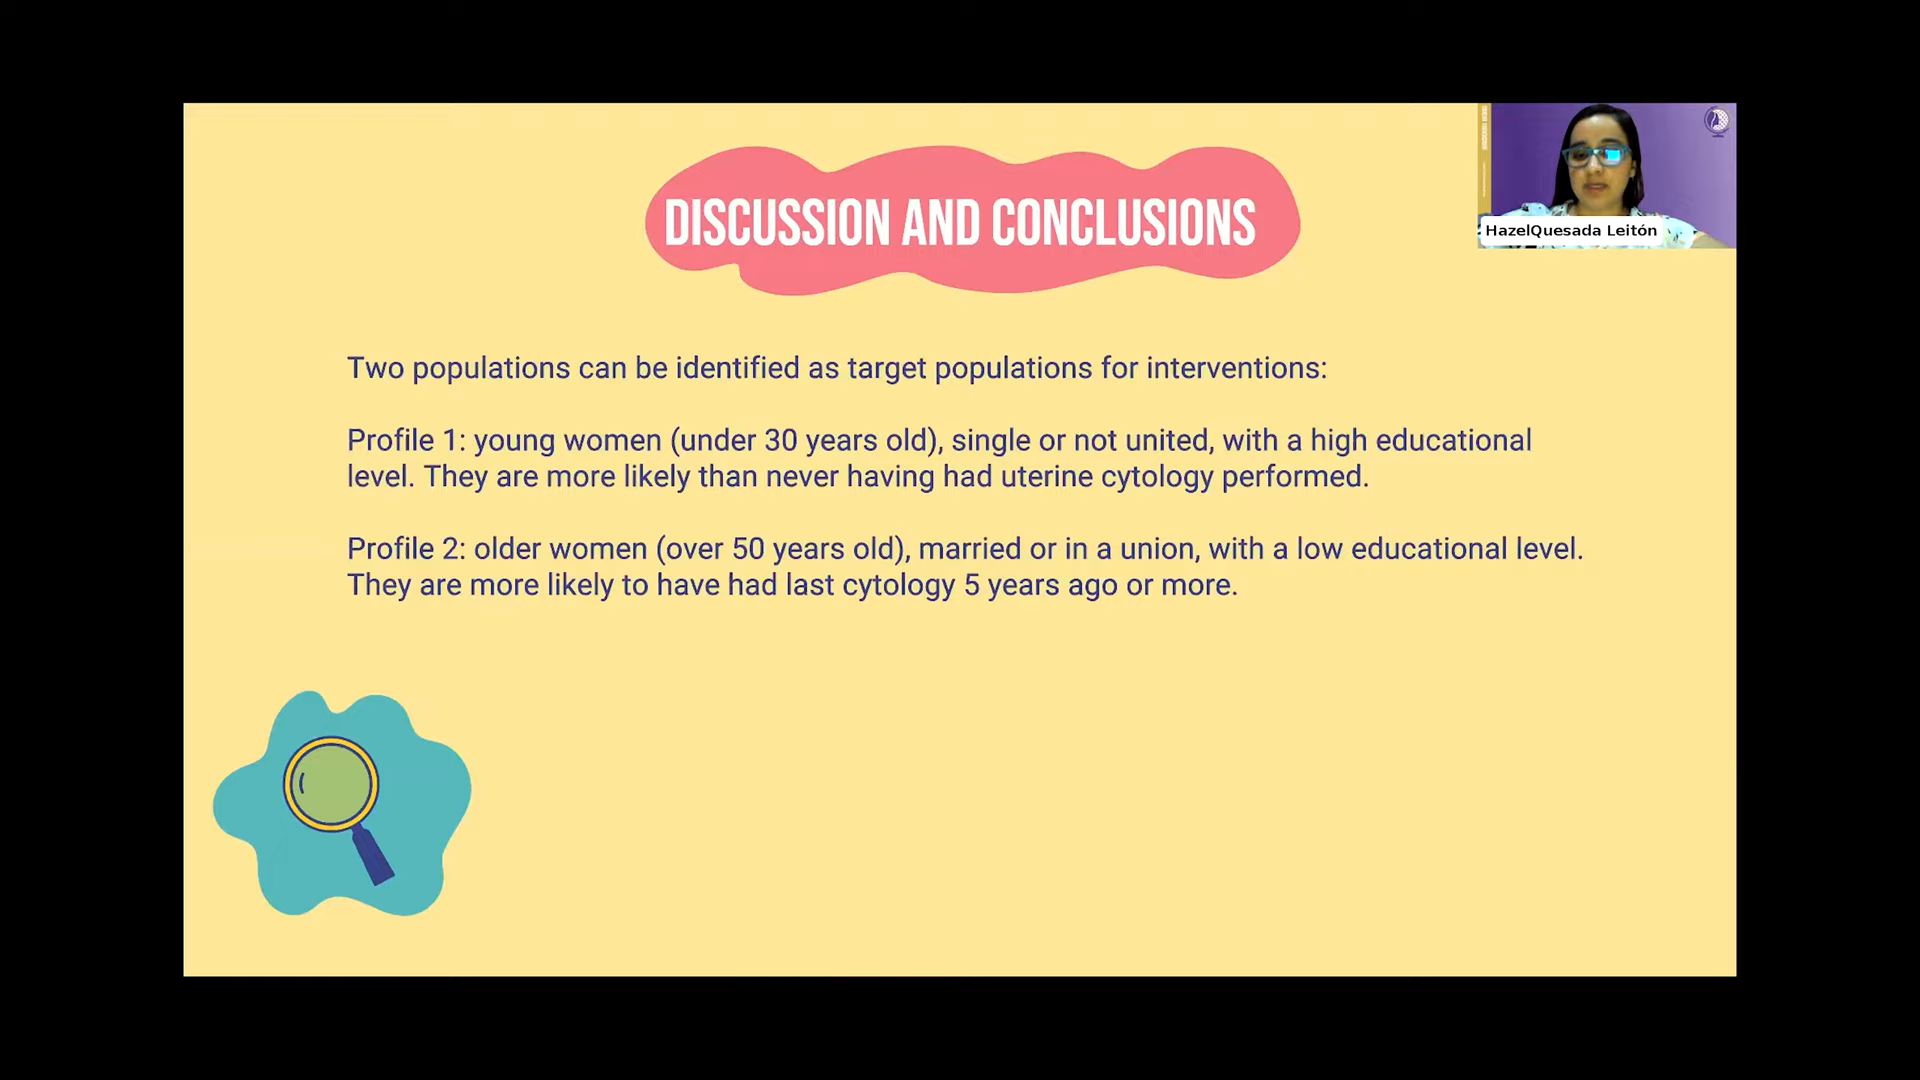 DISCUSSION AND CONCLUSIONS
HazelQuesada Leitón
Two populations can be identified as target populations for interventions:
Profile 1: young women (under 30 years old), single or not united, with a high educational
level. They are more likely than never having had uterine cytology performed.
Profile 2: older women (over 50 years old), married or in a union, with a low educational level.
They are more likely to have had last cytology 5 years ago or more.